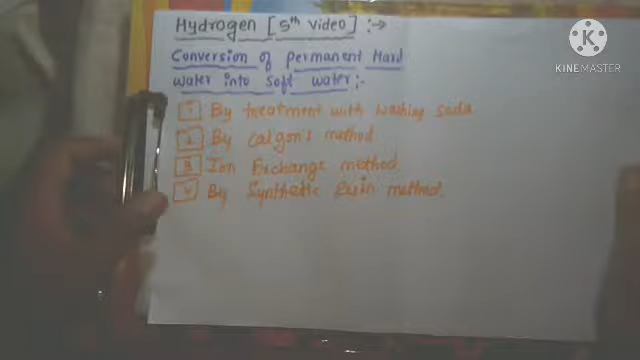 Hydrogen [5th Video] :→
Conversion of permanent Hard
water into soft water:-
1 By treatment with washing soda
2 By Calgon's method.
3 Ion Exchange method.
4 By Synthetic Resin method.
KINEMASTER